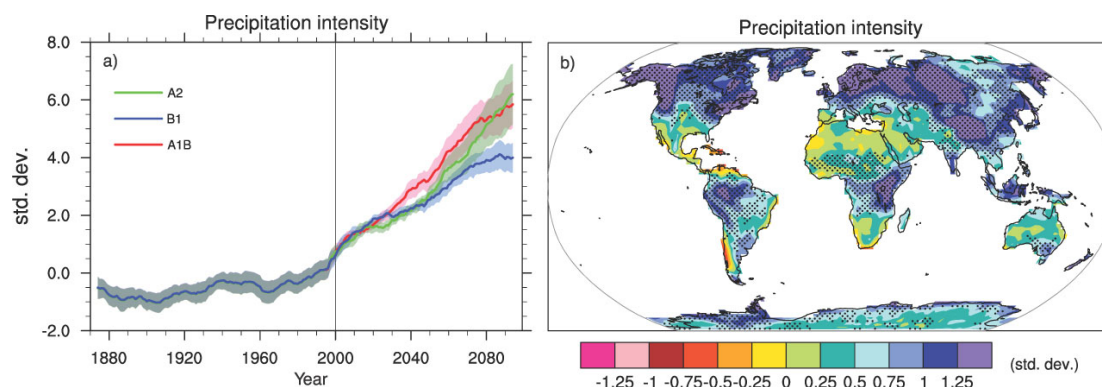 Precipitation intensity
a)
A2
B1
A1B
8.0
6.0
4.0
2.0
0.0
-2.0
std. dev.
1880 1920 1960 2000 2040 2080
Year
Precipitation intensity
b)
-1.25 -1 -0.75 -0.5 -0.25 0 0.25 0.5 0.75 1 1.25
(std. dev.)